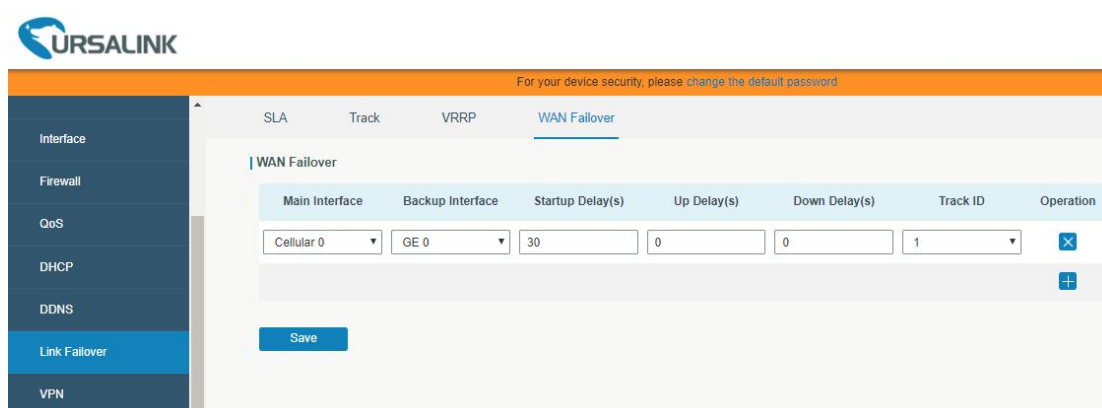 URSALINK
For your device security, please change the default password
SLA Track VRRP WAN Failover
Interface
WAN Failover
Firewall
Main Interface Backup Interface Startup Delay(s) Up Delay(s) Down Delay(s) Track ID Operation
QoS
Cellular 0 GE 0 30 0 0 1
DHCP
DDNS
Save
Link Failover
VPN